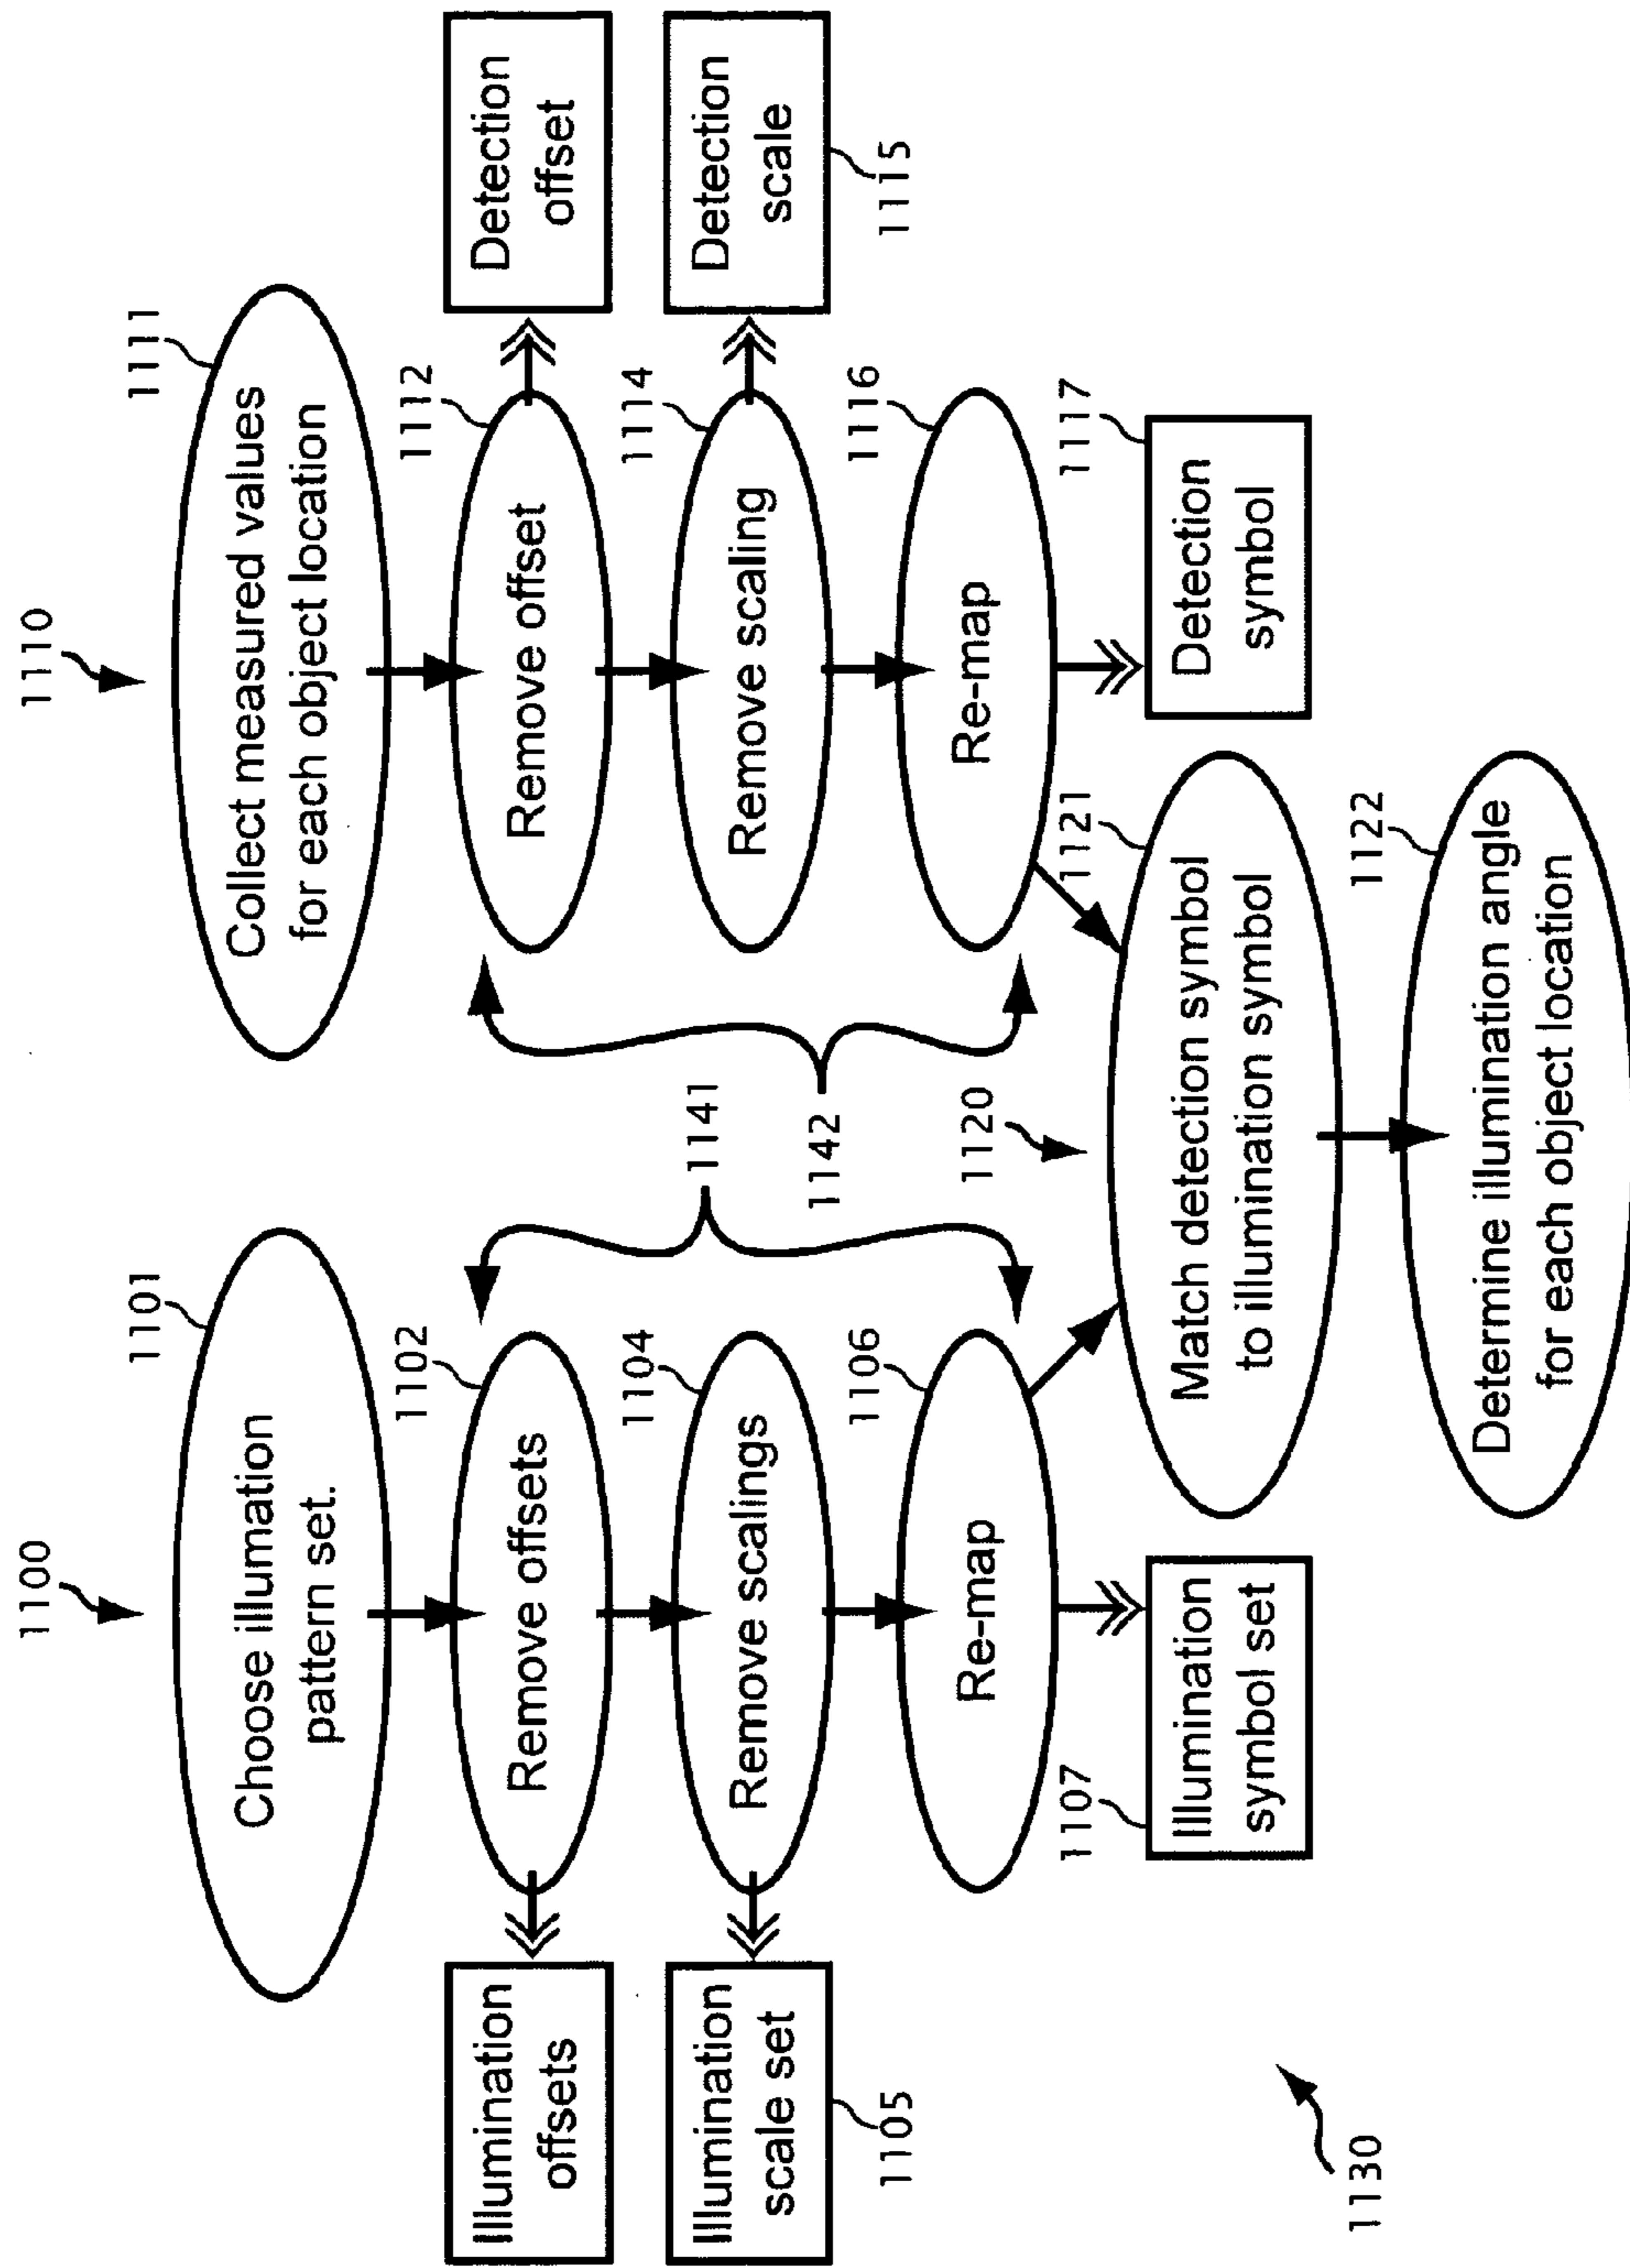 1100
1101
Choose illumation
pattern set.
1102
Remove offsets
Illumination
offsets
1104
Remove scalings
Illumination
scale set
1105
1106
Re-map
1107
Illumination
symbol set
1141
1110
1111
Collect measured values
for each object location
1112
Remove offset
Detection
offset
1114
Remove scaling
Detection
scale
1115
1116
Re-map
1117
Detection
symbol
1142
1120
1121
Match detection symbol
to illumination symbol
1122
Determine illumination angle
for each object location
1130